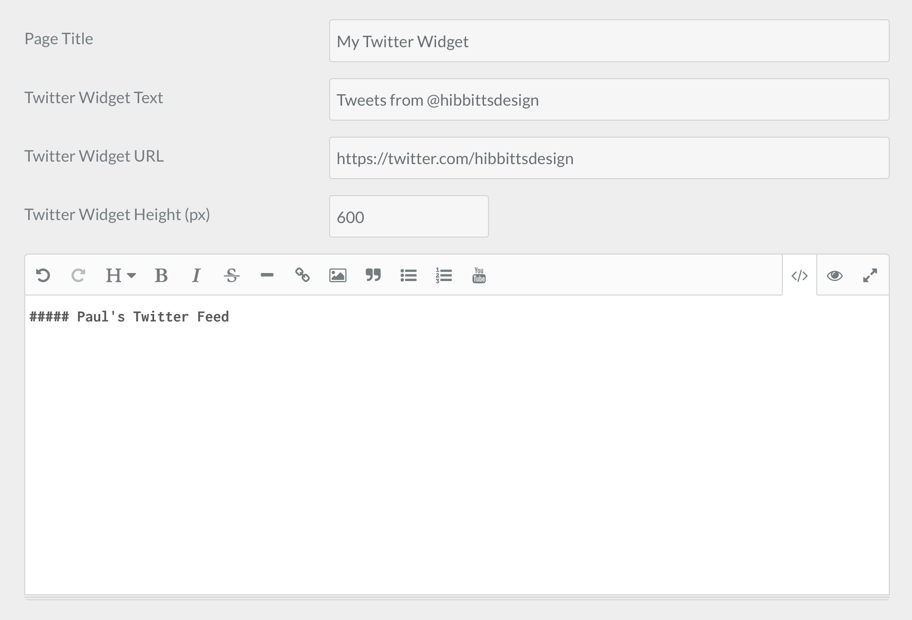 Page Title
My Twitter Widget
Twitter Widget Text
Tweets from @hibbittsdesign
Twitter Widget URL
https://twitter.com/hibbittsdesign
Twitter Widget Height (px)
600
H B I S You Tube </>
##### Paul's Twitter Feed